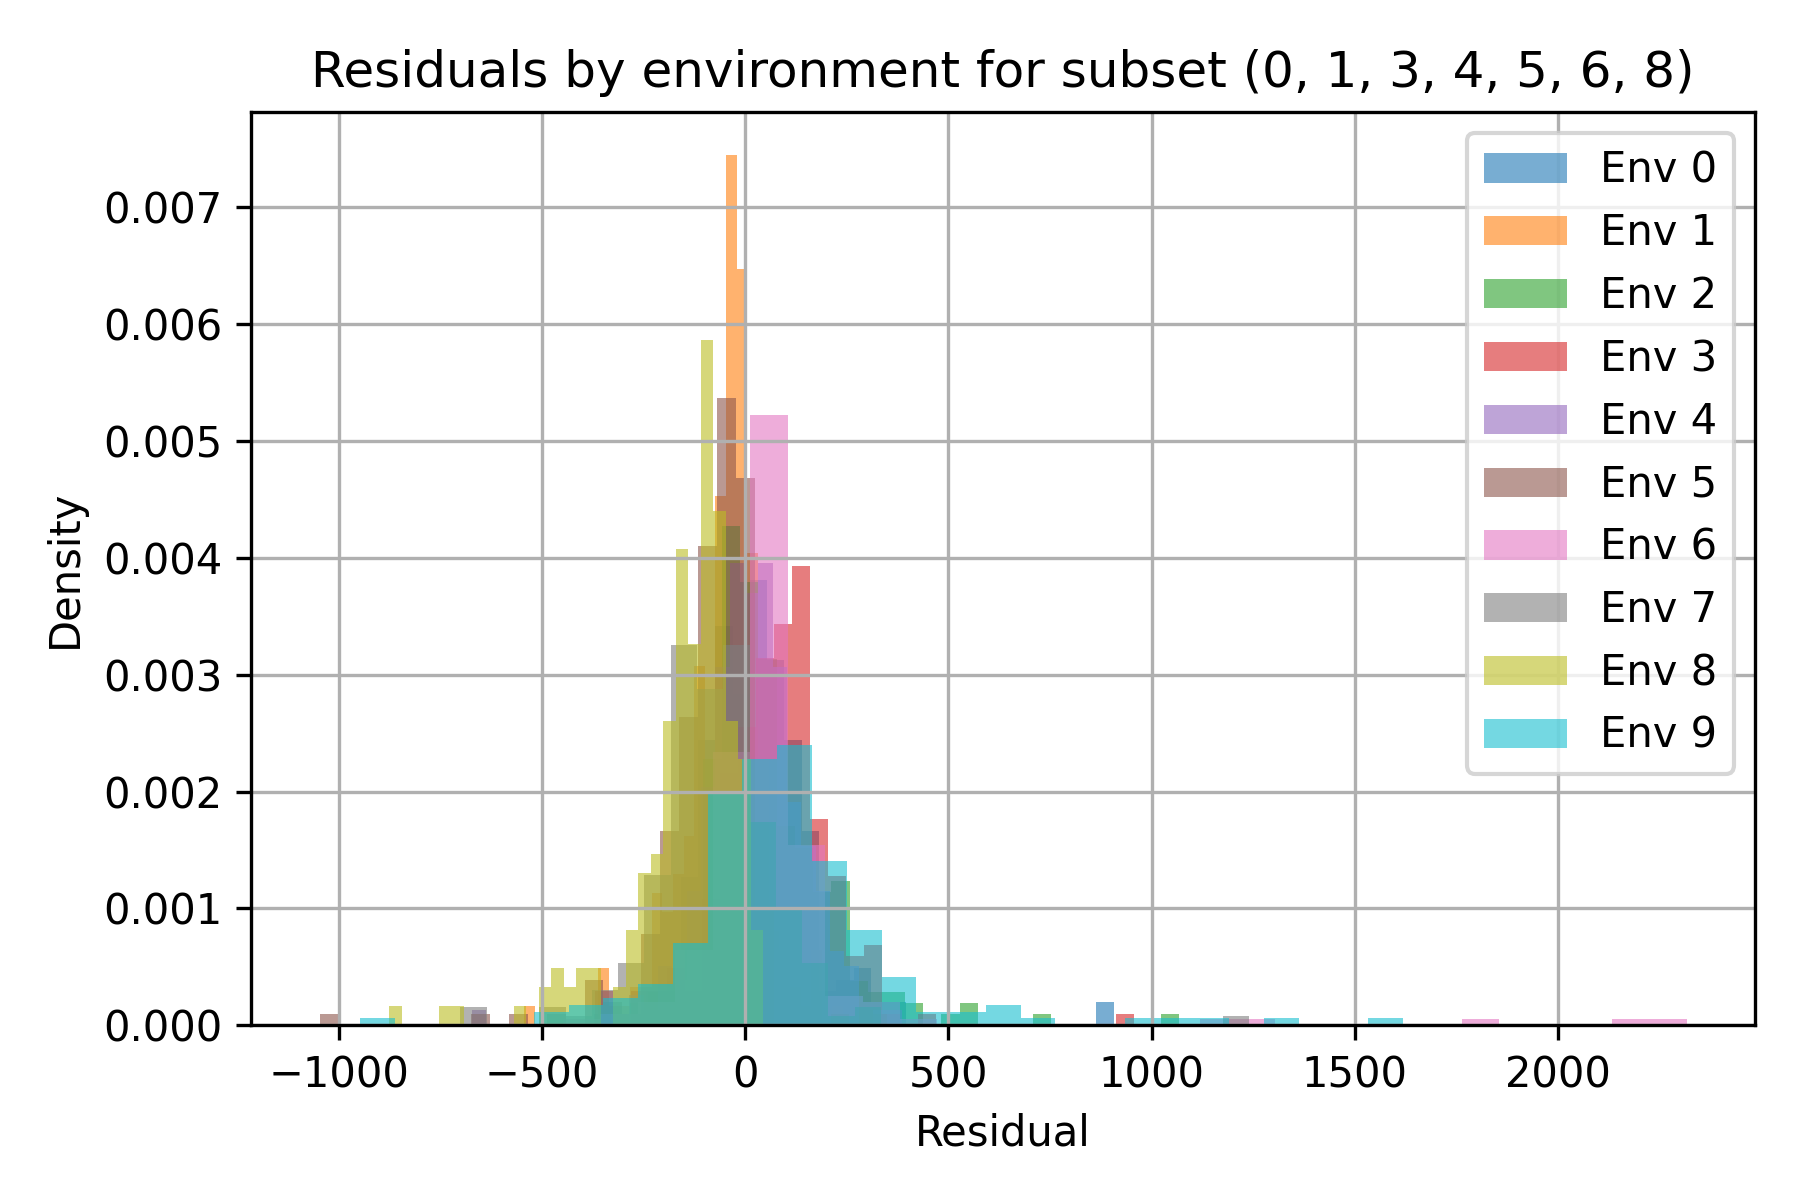 Residuals by environment for subset (0, 1, 3, 4, 5, 6, 8)
Env 0
Env 1
Env 2
Env 3
Env 4
Env 5
Env 6
Env 7
Env 8
Env 9
Density
0.007
0.006
0.005
0.004
0.003
0.002
0.001
0.000
−1000
−500
0
500
1000
1500
2000
Residual